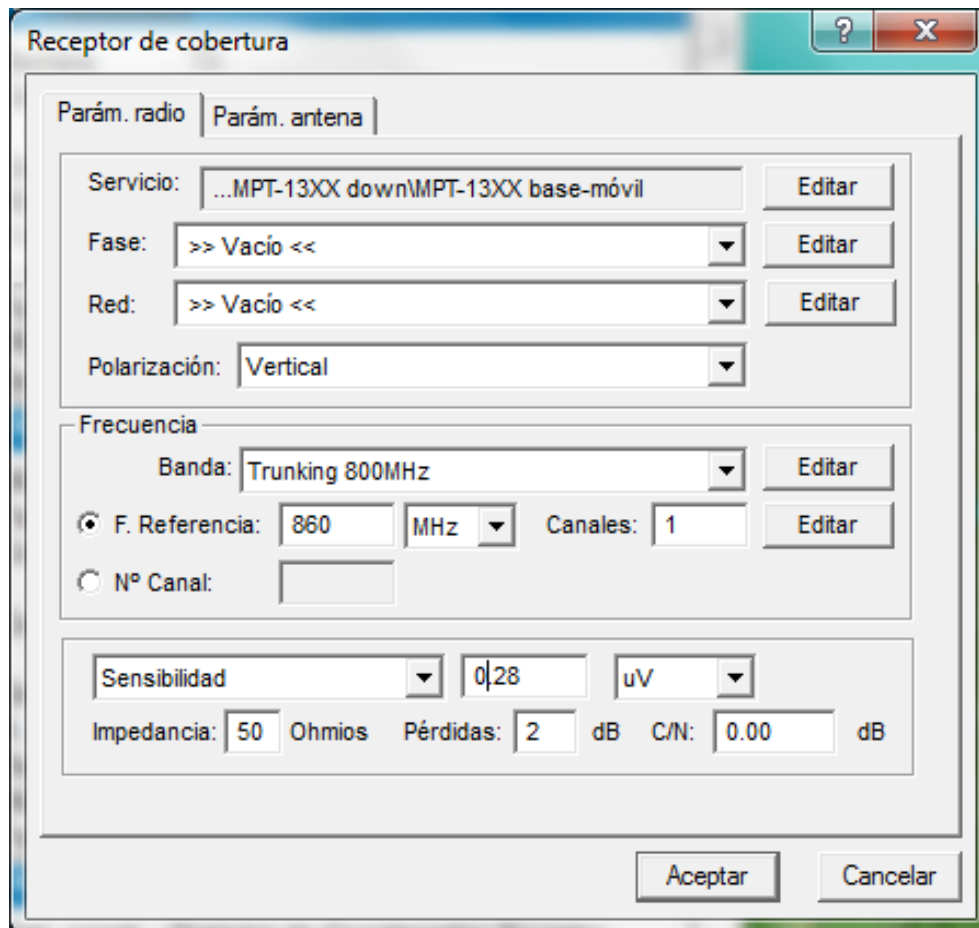 Receptor de cobertura ? X
Parám. radio Parám. antena
Servicio: ...MPT-13XX down\MPT-13XX base-móvil Editar
Fase: >> Vacío << Editar
Red: >> Vacío << Editar
Polarización: Vertical
Frecuencia
Banda: Trunking 800MHz Editar
F. Referencia: 860 MHz Canales: 1 Editar
Nº Canal:
Sensibilidad 0.28 uV
Impedancia: 50 Ohmios Pérdidas: 2 dB C/N: 0.00 dB
Aceptar Cancelar